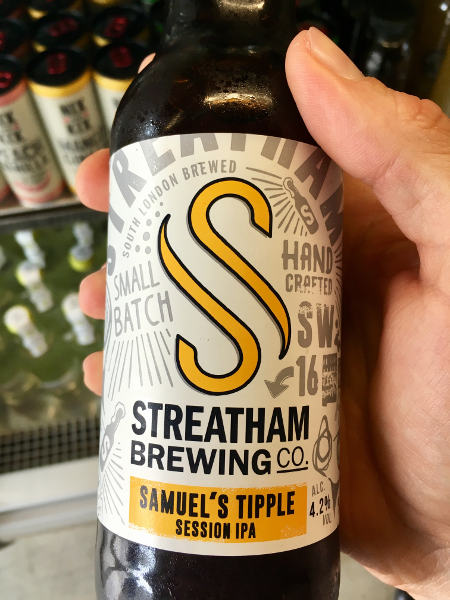 STREATHAM
SOUTH LONDON BREWED
S
SMALL
BATCH
HAND
CRAFTED
SW
16
STREATHAM
BREWING CO.
SAMUEL'S TIPPLE
SESSION IPA
ALC.
4.2%
VOL